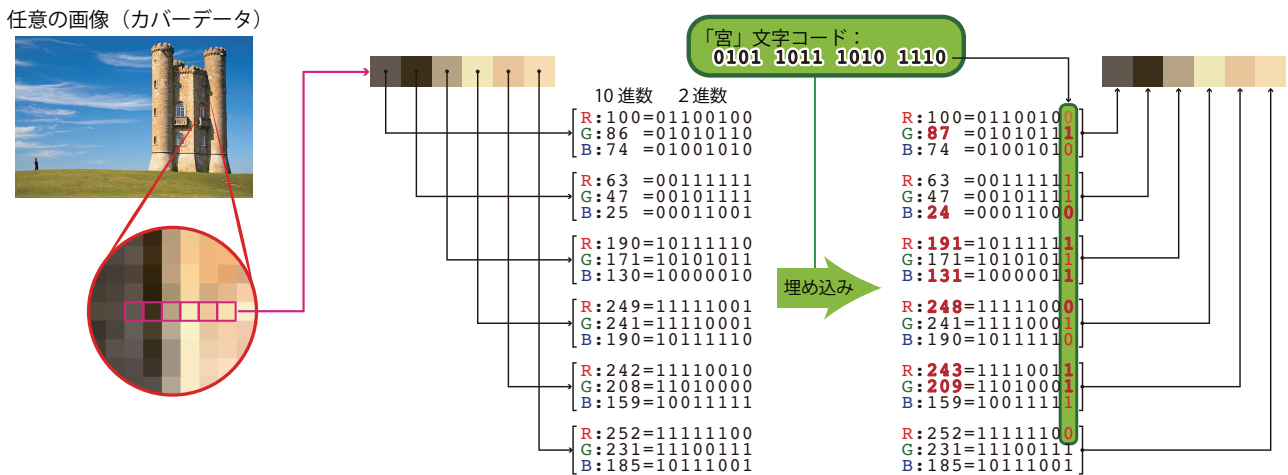 任意の画像（カバーデータ）
「宮」文字コード：
0101 1011 1010 1110
10進数 2進数
R:100=01100100
G:86 =01010110
B:74 =01001010
R:63 =00111111
G:47 =00101111
B:25 =00011001
R:190=10111110
G:171=10101011
B:130=10000010
R:249=11111001
G:241=11110001
B:190=10111110
R:242=11110010
G:208=11010000
B:159=10011111
R:252=11111100
G:231=11100111
B:185=10111001
埋め込み
R:100=01100100
G:87 =01010111
B:74 =01001010
R:63 =00111111
G:47 =00101111
B:24 =00011000
R:191=10111111
G:171=10101011
B:131=10000011
R:248=11111000
G:241=11110001
B:190=10111110
R:243=11110011
G:209=11010001
B:159=10011111
R:252=11111100
G:231=11100111
B:185=10111001